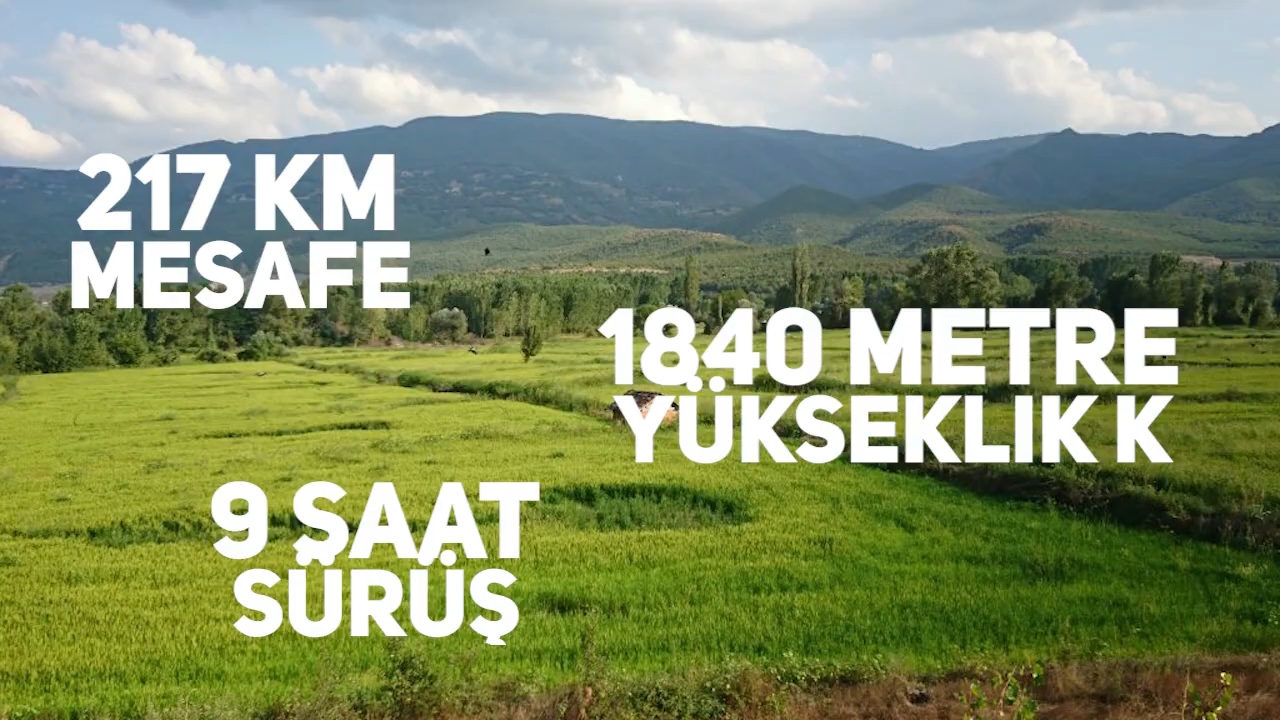 217 KM
MESAFE
1840 METRE
YÜKSEKLIK K
9 SAAT
SÜRÜŞ